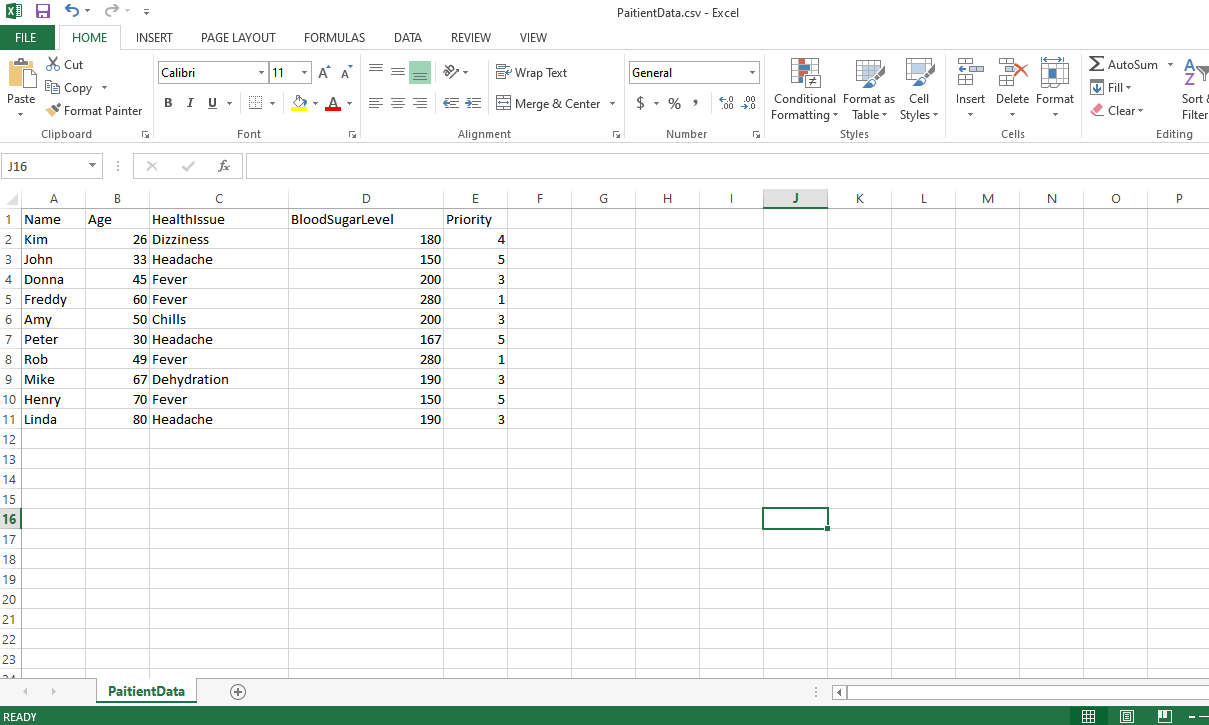 PaitientData.csv - Excel
FILE HOME INSERT PAGE LAYOUT FORMULAS DATA REVIEW VIEW
Paste Cut Copy Format Painter Clipboard
Calibri 11 A A B I U A Font
Wrap Text Merge & Center Alignment
General $ % , Number
Conditional Formatting Format as Table Cell Styles Styles
Insert Delete Format Cells
AutoSum Fill Clear Sort & Filter Editing
J16 fx
A B C D E F G H I J K L M N O P
1 Name Age HealthIssue BloodSugarLevel Priority
2 Kim 26 Dizziness 180 4
3 John 33 Headache 150 5
4 Donna 45 Fever 200 3
5 Freddy 60 Fever 280 1
6 Amy 50 Chills 200 3
7 Peter 30 Headache 167 5
8 Rob 49 Fever 280 1
9 Mike 67 Dehydration 190 3
10 Henry 70 Fever 150 5
11 Linda 80 Headache 190 3
12
13
14
15
16
17
18
19
20
21
22
23
PaitientData
READY